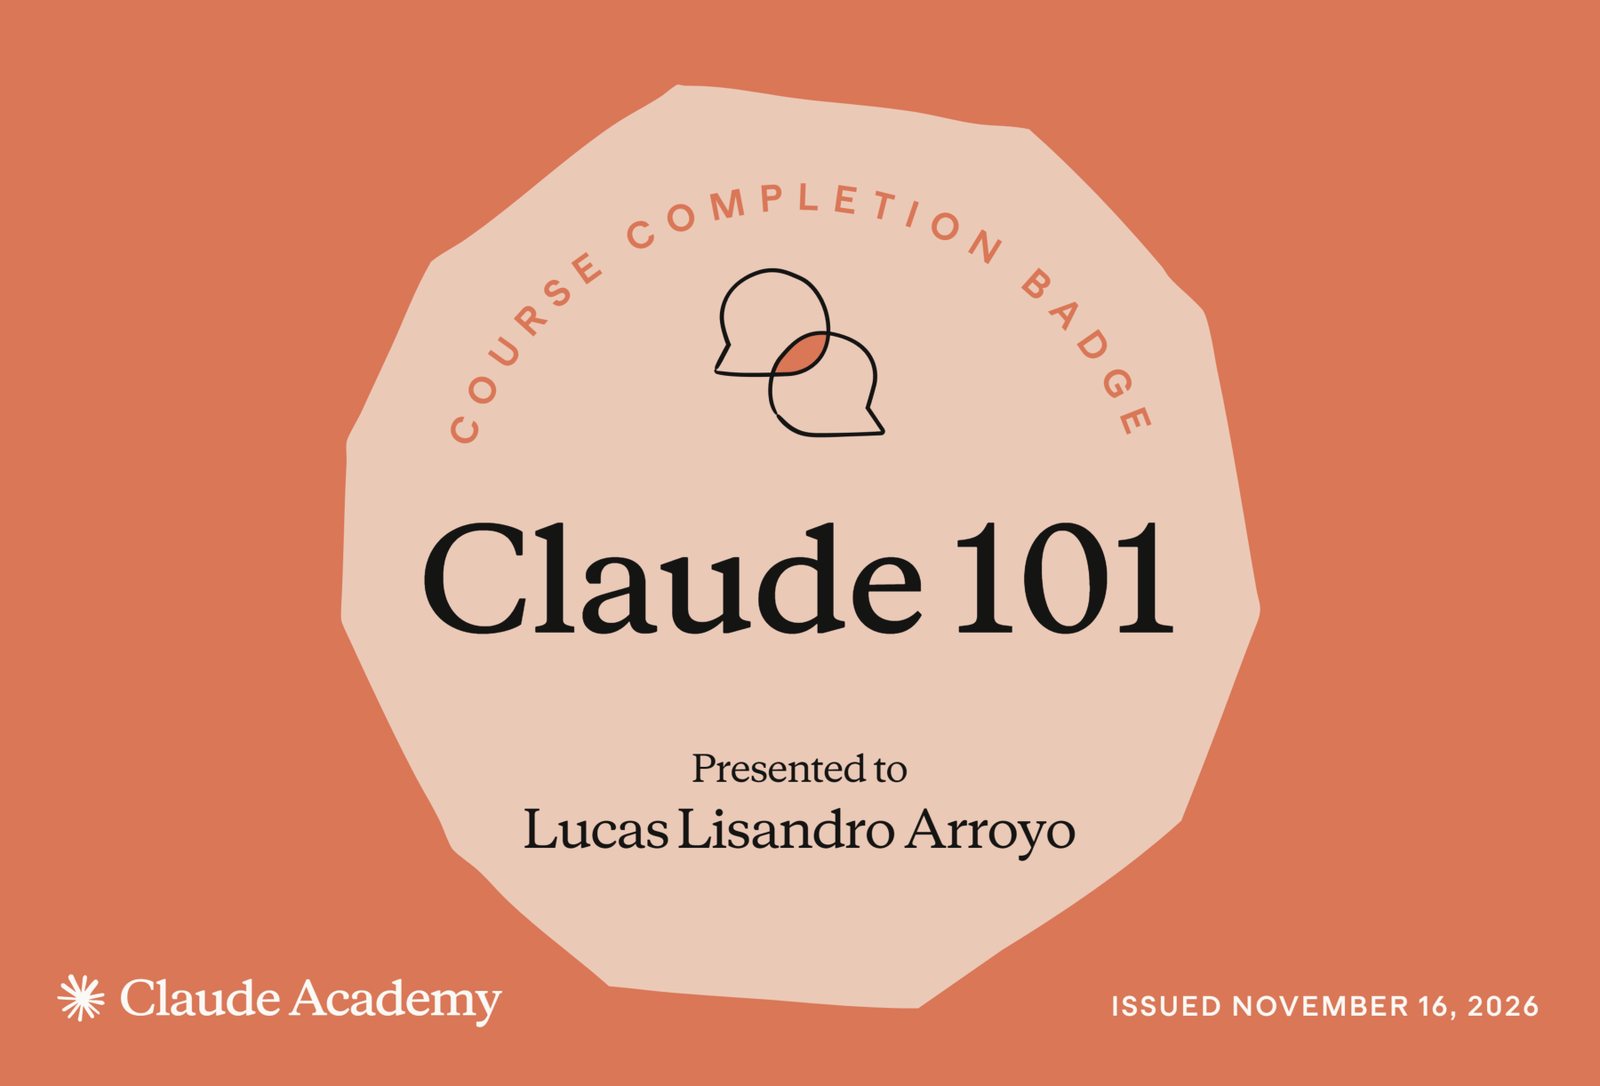 COURSE COMPLETION BADGE
Claude 101
Presented to
Lucas Lisandro Arroyo
Claude Academy
ISSUED NOVEMBER 16, 2026